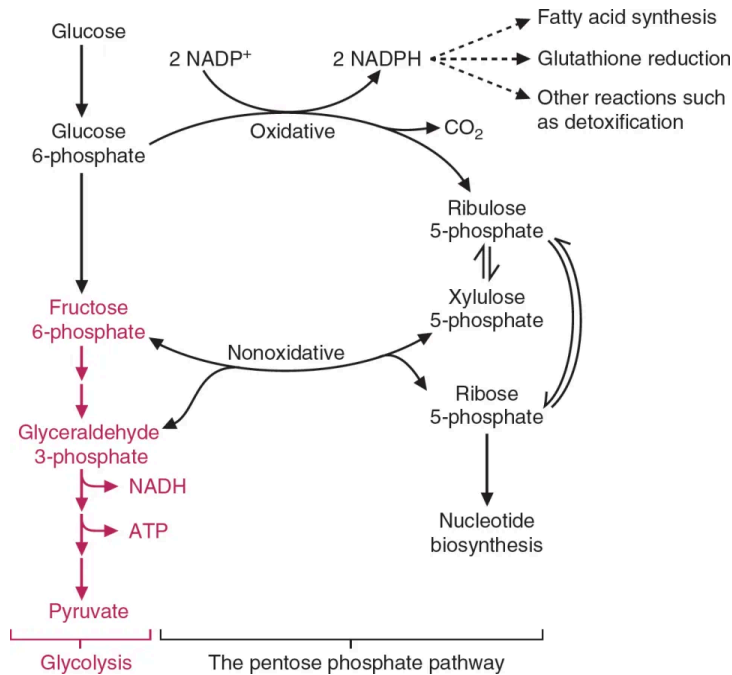 Glucose
2 NADP⁺
2 NADPH
Fatty acid synthesis
Glutathione reduction
Other reactions such
as detoxification
Glucose
6-phosphate
Oxidative
CO₂
Ribulose
5-phosphate
Xylulose
5-phosphate
Fructose
6-phosphate
Nonoxidative
Ribose
5-phosphate
Glyceraldehyde
3-phosphate
NADH
ATP
Nucleotide
biosynthesis
Pyruvate
Glycolysis
The pentose phosphate pathway